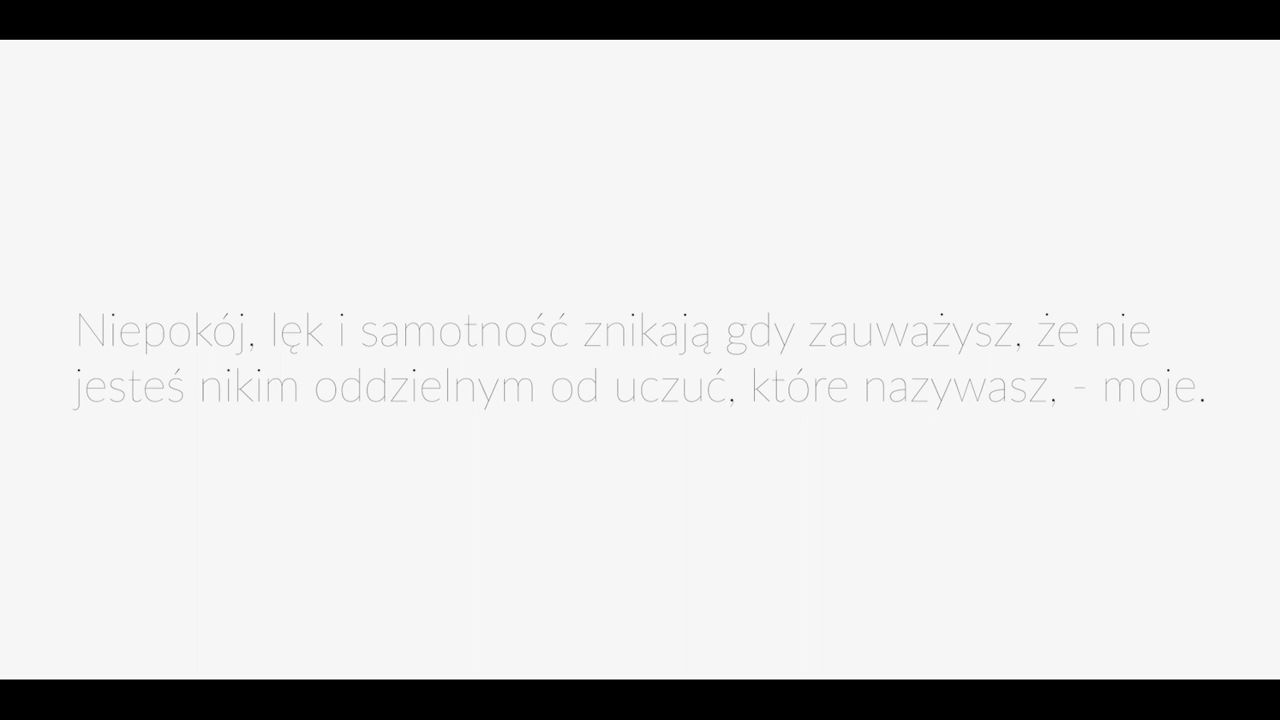 Niepokój, lęk i samotność znikają gdy zauważysz, że nie
jesteś nikim oddzielnym od uczuć, które nazywasz, - moje.